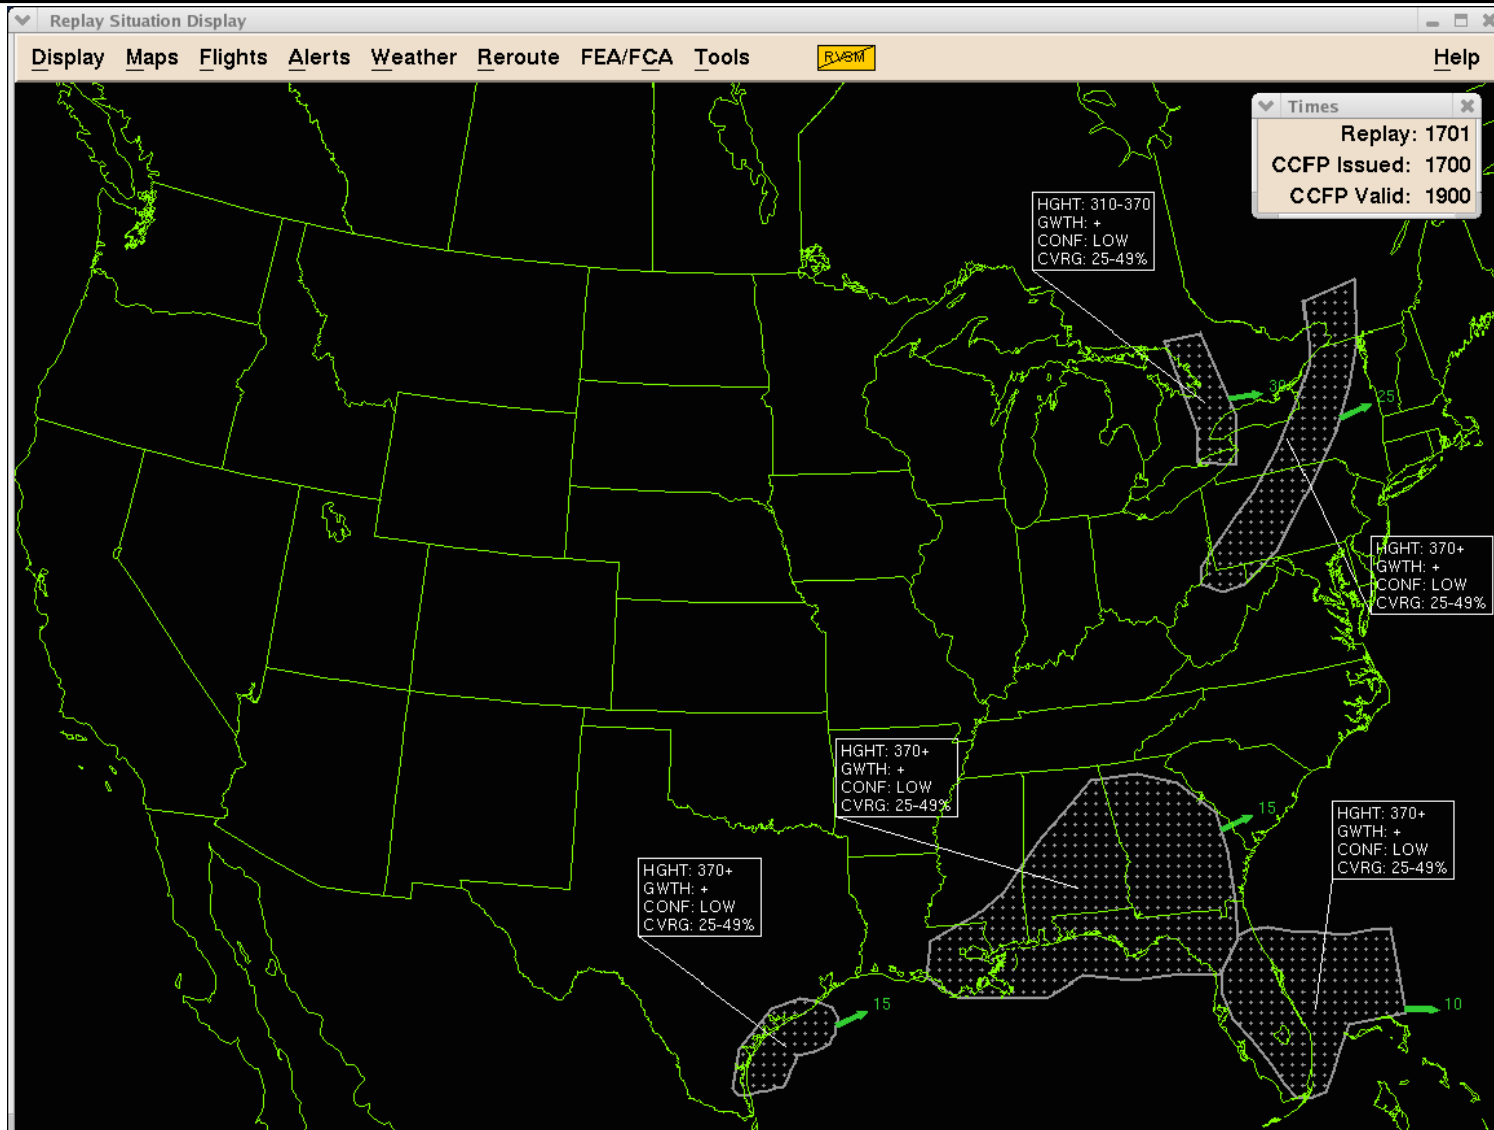 Replay Situation Display
Display Maps Flights Alerts Weather Reroute FEA/FCA Tools RVSM Help
Times
Replay: 1701
CCFP Issued: 1700
CCFP Valid: 1900
HGHT: 310-370
GWTH: +
CONF: LOW
CVRG: 25-49%
30
25
HGHT: 370+
GWTH: +
CONF: LOW
CVRG: 25-49%
HGHT: 370+
GWTH: +
CONF: LOW
CVRG: 25-49%
15
HGHT: 370+
GWTH: +
CONF: LOW
CVRG: 25-49%
HGHT: 370+
GWTH: +
CONF: LOW
CVRG: 25-49%
15
10